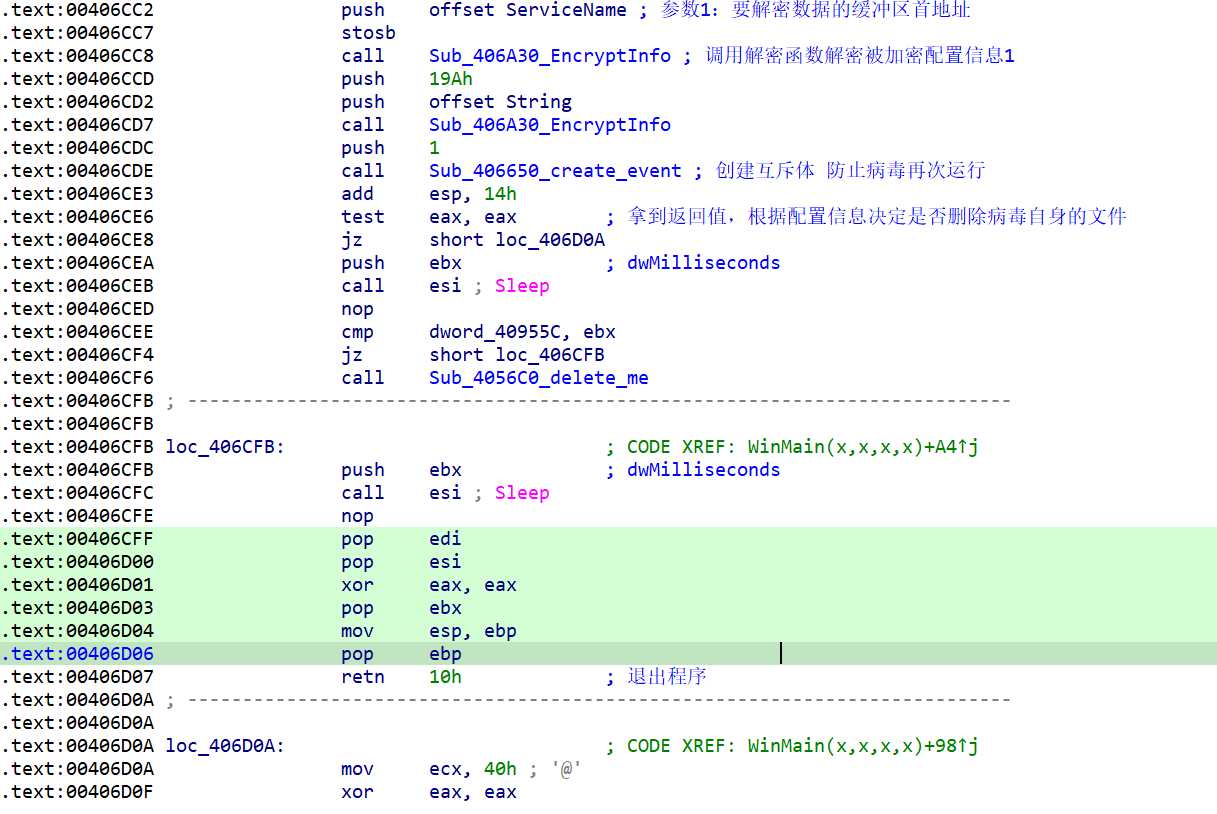 .text:00406CC2 push offset ServiceName ; 参数1：要解密数据的缓冲区首地址
.text:00406CC7 stosb
.text:00406CC8 call Sub_406A30_EncryptInfo ; 调用解密函数解密被加密配置信息1
.text:00406CCD push 19Ah
.text:00406CD2 push offset String
.text:00406CD7 call Sub_406A30_EncryptInfo
.text:00406CDC push 1
.text:00406CDE call Sub_406650_create_event ; 创建互斥体 防止病毒再次运行
.text:00406CE3 add esp, 14h
.text:00406CE6 test eax, eax ; 拿到返回值，根据配置信息决定是否删除病毒自身的文件
.text:00406CE8 jz short loc_406D0A
.text:00406CEA push ebx ; dwMilliseconds
.text:00406CEB call esi ; Sleep
.text:00406CED nop
.text:00406CEE cmp dword_40955C, ebx
.text:00406CF4 jz short loc_406CFB
.text:00406CF6 call Sub_4056C0_delete_me
.text:00406CFB ; ---------------------------------------------------------------------------
.text:00406CFB
.text:00406CFB loc_406CFB: ; CODE XREF: WinMain(x,x,x,x)+A4↑j
.text:00406CFB push ebx ; dwMilliseconds
.text:00406CFC call esi ; Sleep
.text:00406CFE nop
.text:00406CFF pop edi
.text:00406D00 pop esi
.text:00406D01 xor eax, eax
.text:00406D03 pop ebx
.text:00406D04 mov esp, ebp
.text:00406D06 pop ebp
.text:00406D07 retn 10h ; 退出程序
.text:00406D0A ; ---------------------------------------------------------------------------
.text:00406D0A
.text:00406D0A loc_406D0A: ; CODE XREF: WinMain(x,x,x,x)+98↑j
.text:00406D0A mov ecx, 40h ; '@'
.text:00406D0F xor eax, eax